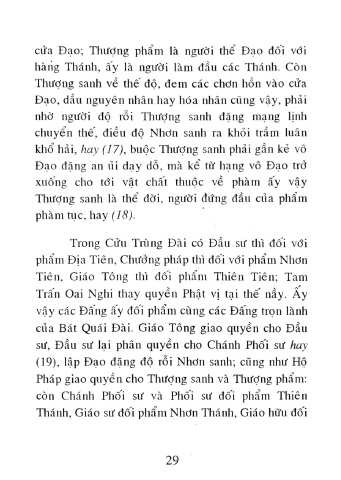 cửa Đạo; Thượng phẩm là người thể Đạo đối với
hàng Thánh, ấy là người làm đầu các Thánh. Còn
Thượng sanh về thế độ, đem các chơn hồn vào cửa
Đạo, dầu nguyên nhân hay hóa nhân cũng vậy, phải
nhờ người độ rỗi Thượng sanh đặng mạng lịnh
chuyển thế, điều độ Nhơn sanh ra khỏi trầm luân
khổ hải, hay (17), buộc Thượng sanh phải gần kẻ vô
Đạo đặng an ủi dạy dỗ, mà kể từ hạng vô Đạo trở
xuống cho tới vật chất thuộc về phàm ấy vậy
Thượng sanh là thể đời, người đứng đầu của phẩm
phàm tục, hay (18).
Trong Cửu Trùng Đài có Đầu sư thì đối với
phẩm Địa Tiên, Chưởng pháp thì đối với phẩm Nhơn
Tiên, Giáo Tông thì đối phẩm Thiên Tiên; Tam
Trấn Oai Nghi thay quyền Phật vị tại thế nầy. Ấy
vậy các Đấng ấy đối phẩm cùng các Đấng trọn lành
của Bát Quái Đài. Giáo Tông giao quyền cho Đầu
sư, Đầu sư lại phân quyền cho Chánh Phối sư hay
(19), lập Đạo đặng độ rỗi Nhơn sanh; cũng như Hộ
Pháp giao quyền cho Thượng sanh và Thượng phẩm:
còn Chánh Phối sư và Phối sư đối phẩm Thiên
Thánh, Giáo sư đối phẩm Nhơn Thánh, Giáo hữu đối
29